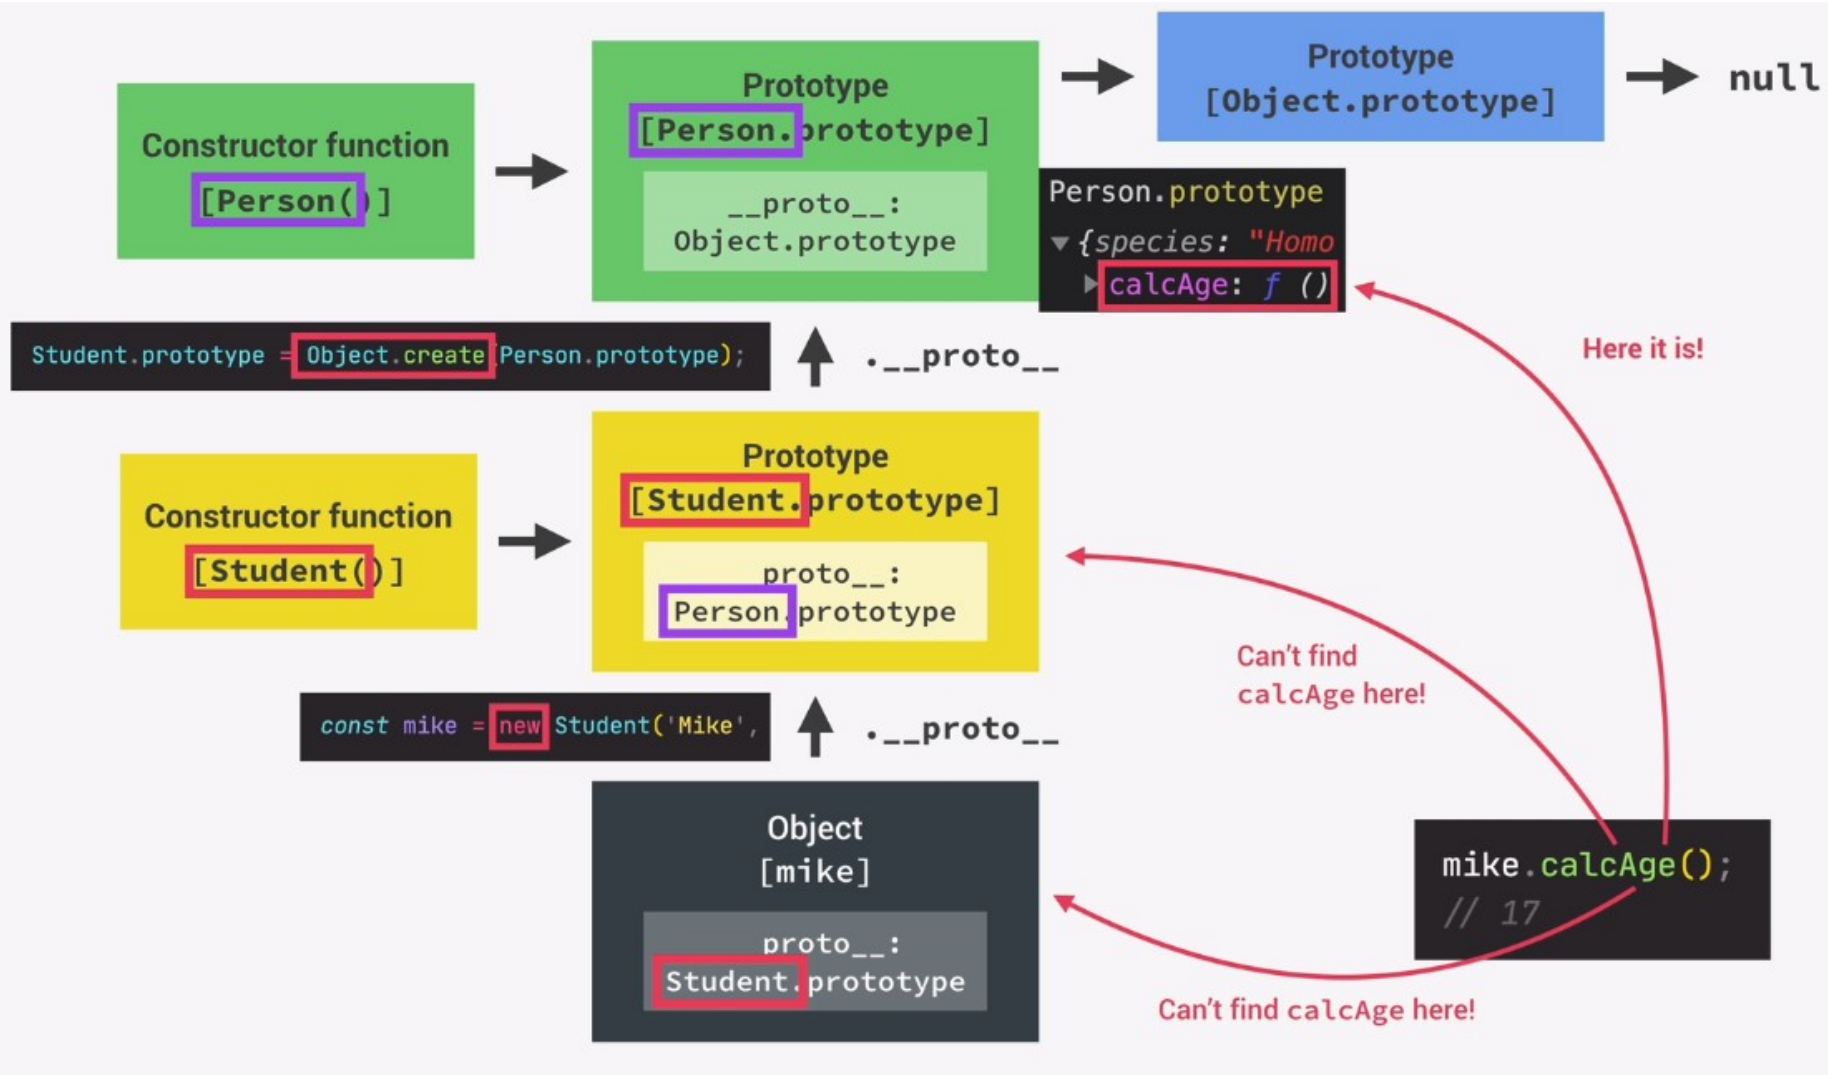 Prototype
[Object.prototype]
null
Prototype
[Person.prototype]
__proto__:
Object.prototype
Constructor function
[Person()]
Person.prototype
▼ {species: "Homo
▶ calcAge: ƒ ()
Here it is!
Student.prototype = Object.create(Person.prototype);
.__proto__
Prototype
[Student.prototype]
proto__:
Person.prototype
Constructor function
[Student()]
Can't find
calcAge here!
const mike = new Student('Mike',
.__proto__
Object
[mike]
proto__:
Student.prototype
mike.calcAge();
// 17
Can't find calcAge here!